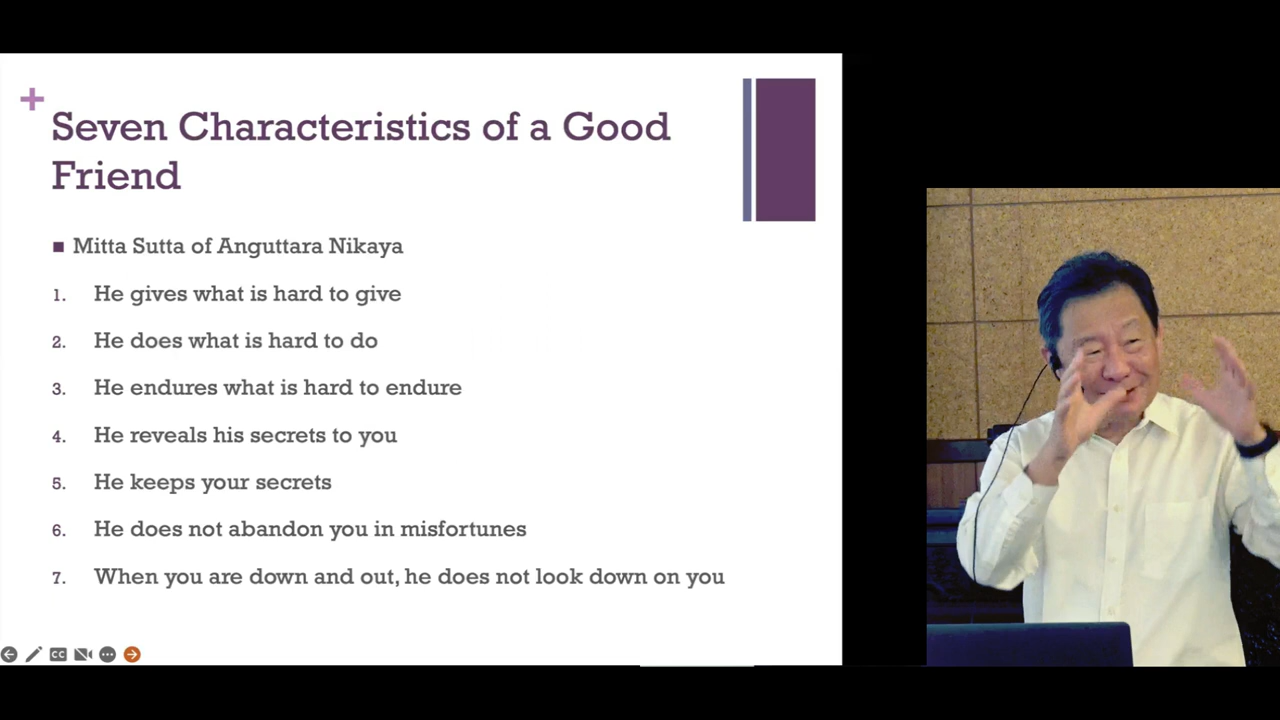 Seven Characteristics of a Good
Friend
Mitta Sutta of Anguttara Nikaya
1. He gives what is hard to give
2. He does what is hard to do
3. He endures what is hard to endure
4. He reveals his secrets to you
5. He keeps your secrets
6. He does not abandon you in misfortunes
7. When you are down and out, he does not look down on you
CC